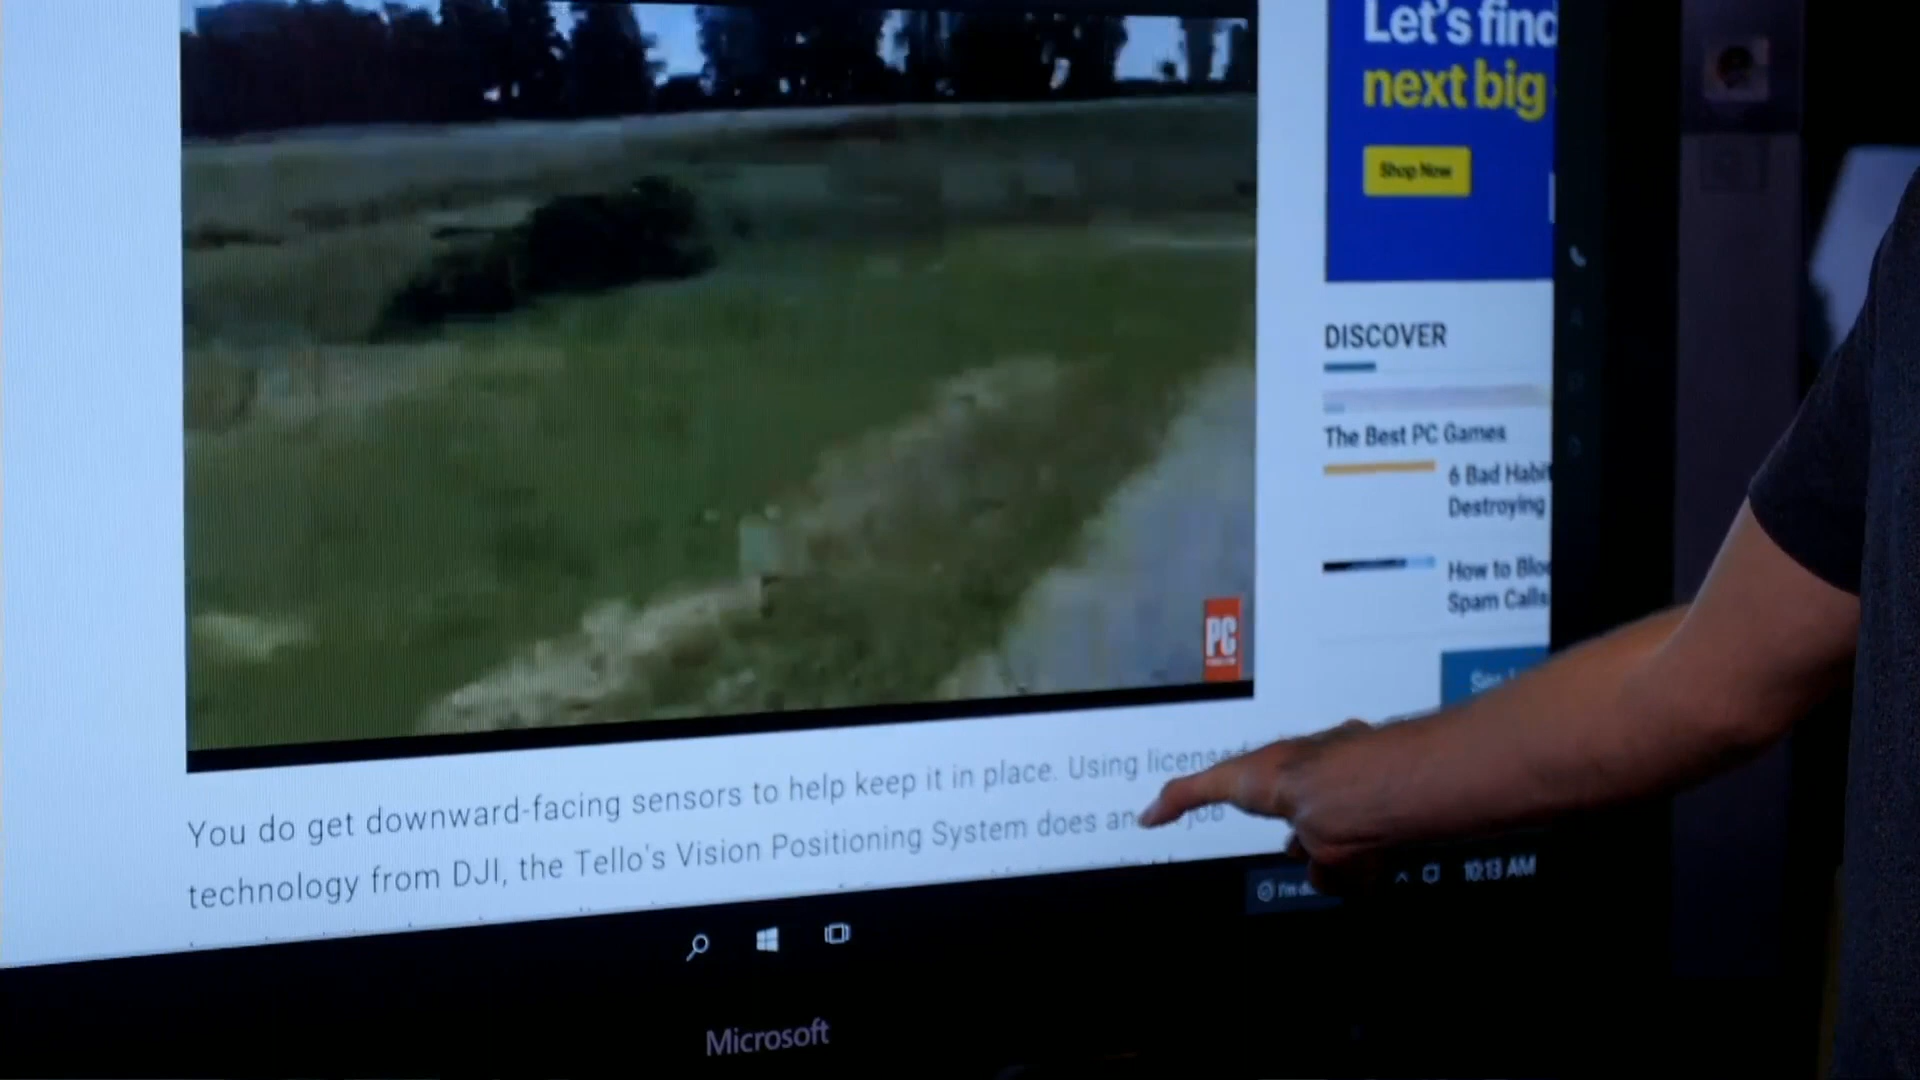 Let's find
next big
Shop Now
DISCOVER
The Best PC Games
6 Bad Habit
Destroying
How to Bloc
Spam Calls
PC
You do get downward-facing sensors to help keep it in place. Using licensed
technology from DJI, the Tello's Vision Positioning System does an job
10:13 AM
Microsoft